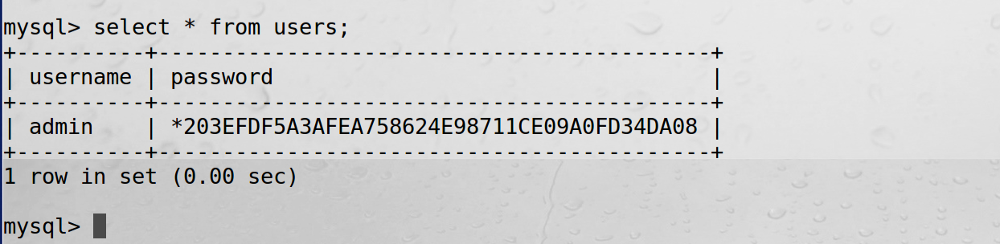 mysql> select * from users;
+----------+-------------------------------------------+
| username | password                                  |
+----------+-------------------------------------------+
| admin    | *203EFDF5A3AFEA758624E98711CE09A0FD34DA08 |
+----------+-------------------------------------------+
1 row in set (0.00 sec)
mysql>